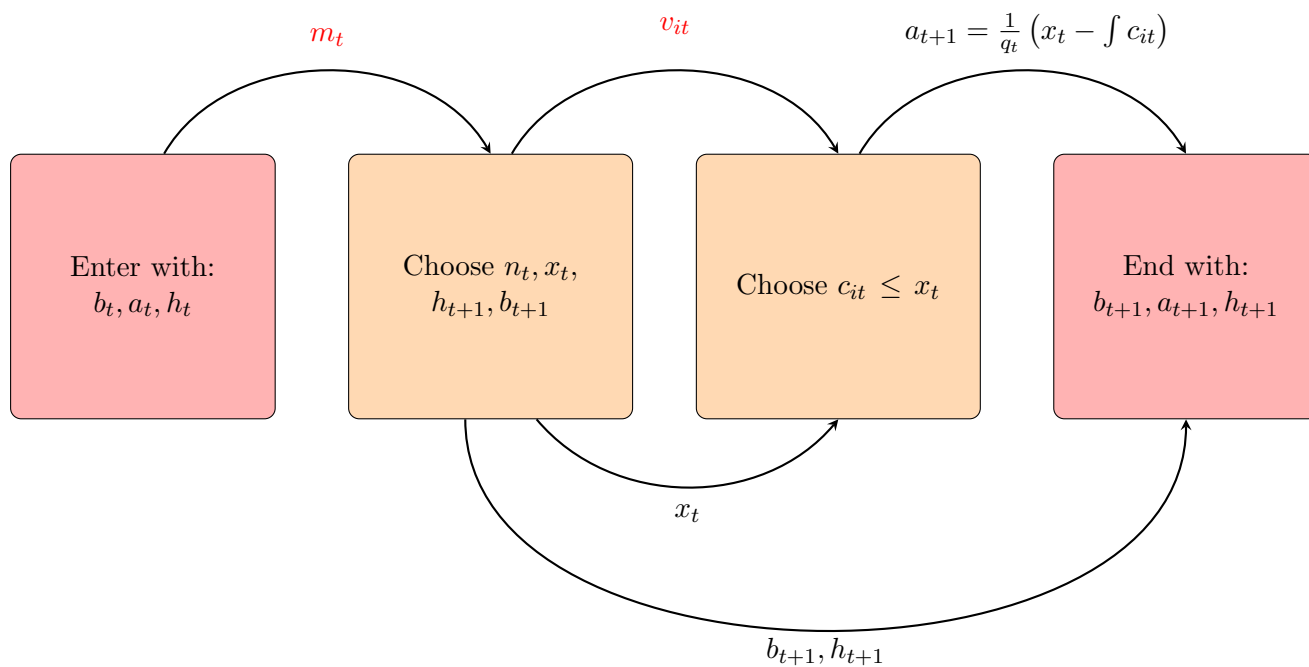 m_t
v_{it}
a_{t+1} = \frac{1}{q_t} \left( x_t - \int c_{it} \right)
Enter with:
b_t, a_t, h_t
Choose n_t, x_t,
h_{t+1}, b_{t+1}
Choose c_{it} ≤ x_t
End with:
b_{t+1}, a_{t+1}, h_{t+1}
x_t
b_{t+1}, h_{t+1}